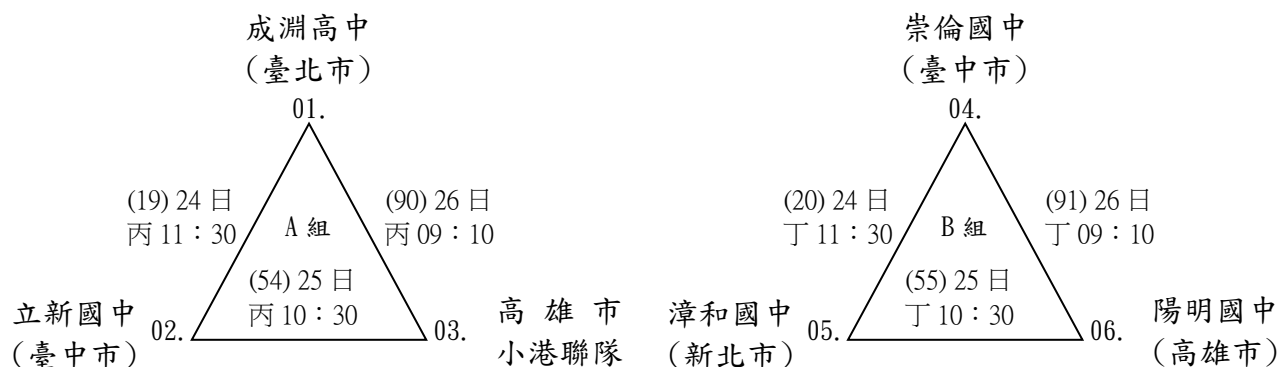 成淵高中
(臺北市)
01.
(19) 24 日
丙 11：30
A 組
(90) 26 日
丙 09：10
(54) 25 日
丙 10：30
立新國中
(臺中市)
02.
03.
高雄市
小港聯隊
崇倫國中
(臺中市)
04.
(20) 24 日
丁 11：30
B 組
(91) 26 日
丁 09：10
(55) 25 日
丁 10：30
漳和國中
(新北市)
05.
06.
陽明國中
(高雄市)